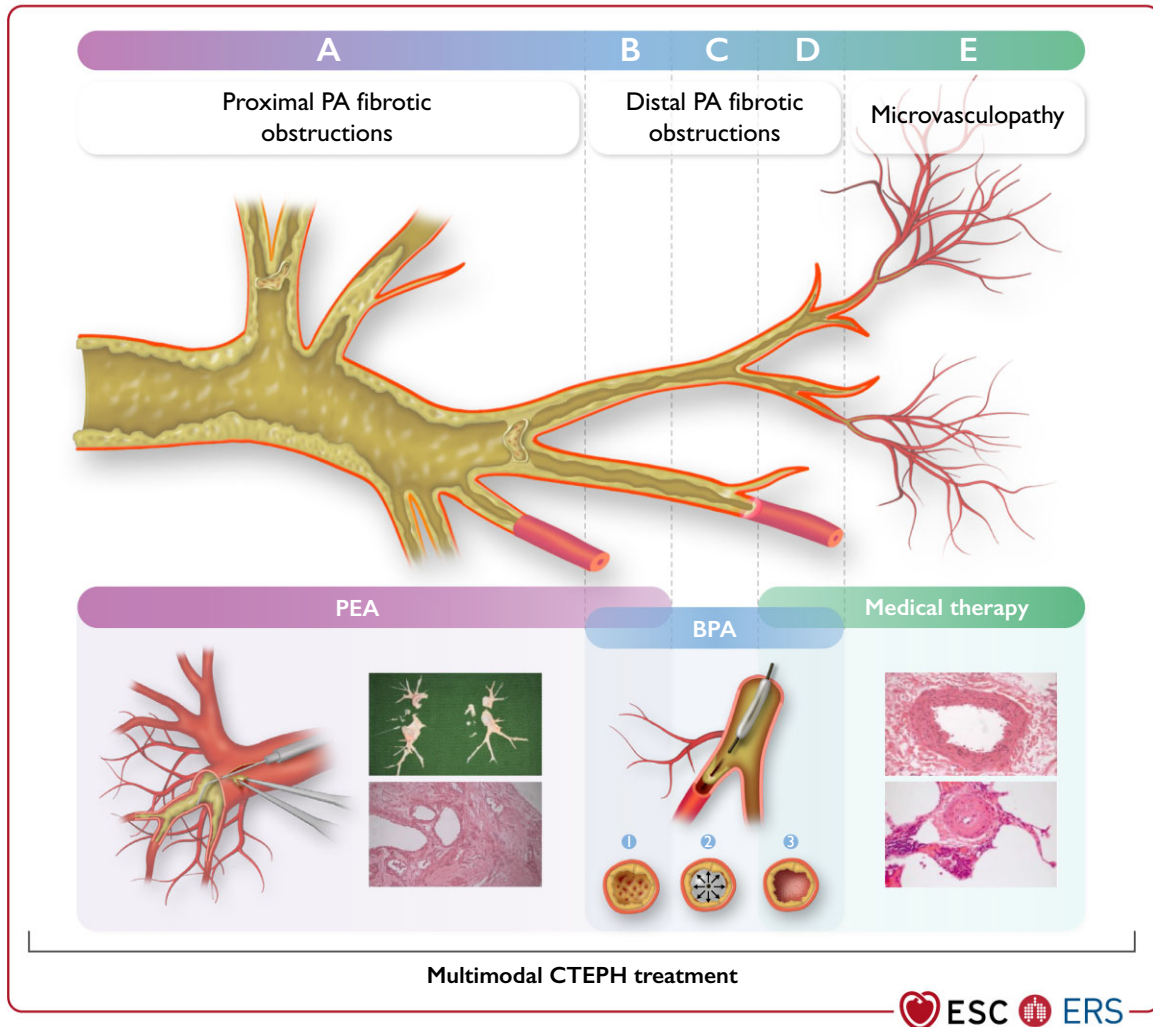 A B C D E
Proximal PA fibrotic
obstructions
Distal PA fibrotic
obstructions
Microvasculopathy
PEA
BPA
Medical therapy
1 2 3
Multimodal CTEPH treatment
ESC ERS